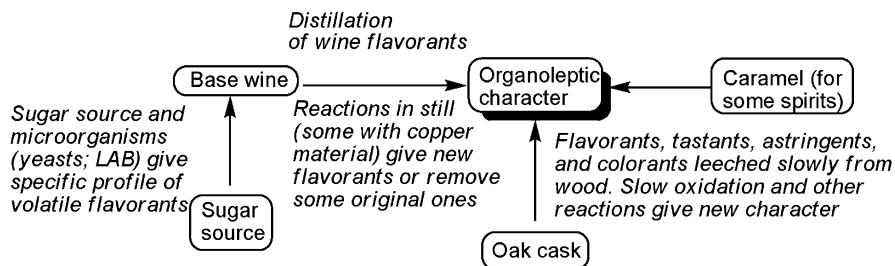 Distillation
of wine flavorants
Base wine
Organoleptic
character
Caramel (for
some spirits)
Sugar source and
microorganisms
(yeasts; LAB) give
specific profile of
volatile flavorants
Reactions in still
(some with copper
material) give new
flavorants or remove
some original ones
Flavorants, tastants, astringents,
and colorants leeched slowly from
wood. Slow oxidation and other
reactions give new character
Sugar
source
Oak cask